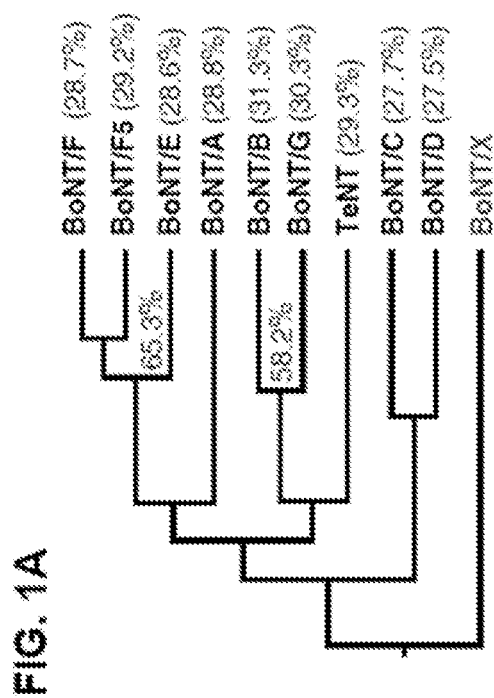 FIG. 1A
BoNT/F (28.7%)
BoNT/F5 (29.2%)
65.3%
BoNT/E (28.6%)
BoNT/A (28.8%)
BoNT/B (31.3%)
58.2%
BoNT/G (30.3%)
TeNT (29.3%)
BoNT/C (27.7%)
BoNT/D (27.5%)
BoNT/X